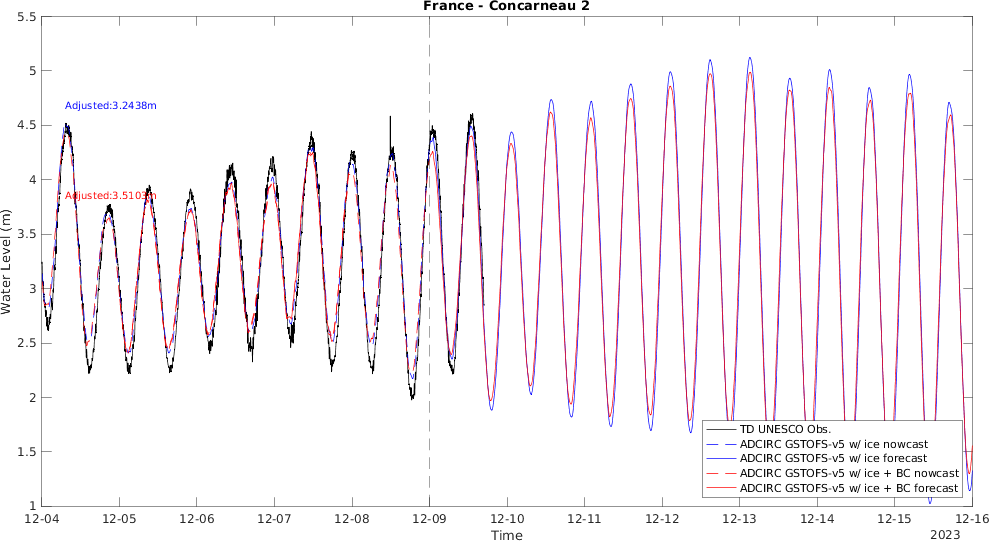 France - Concarneau 2
5.5
5
4.5
4
3.5
3
2.5
2
1.5
1
Water Level (m)
Adjusted:3.2438m
Adjusted:3.5103m
TD UNESCO Obs.
ADCIRC GSTOFS-v5 w/ ice nowcast
ADCIRC GSTOFS-v5 w/ ice forecast
ADCIRC GSTOFS-v5 w/ ice + BC nowcast
ADCIRC GSTOFS-v5 w/ ice + BC forecast
12-04 12-05 12-06 12-07 12-08 12-09 12-10 12-11 12-12 12-13 12-14 12-15 12-16
Time
2023